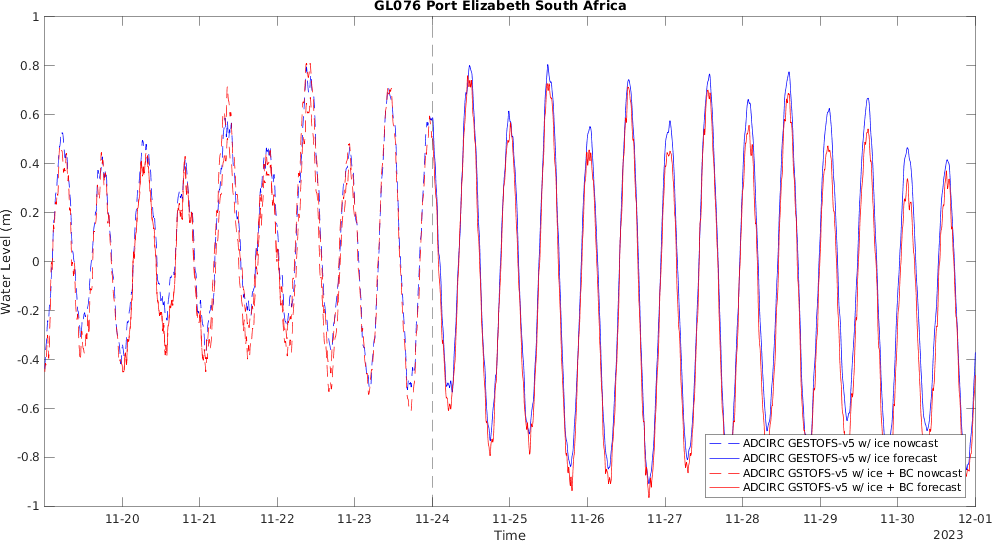 GL076 Port Elizabeth South Africa
1
0.8
0.6
0.4
0.2
0
-0.2
-0.4
-0.6
-0.8
-1
Water Level (m)
ADCIRC GESTOFS-v5 w/ ice nowcast
ADCIRC GESTOFS-v5 w/ ice forecast
ADCIRC GSTOFS-v5 w/ ice + BC nowcast
ADCIRC GSTOFS-v5 w/ ice + BC forecast
11-20 11-21 11-22 11-23 11-24 11-25 11-26 11-27 11-28 11-29 11-30 12-01
Time
2023